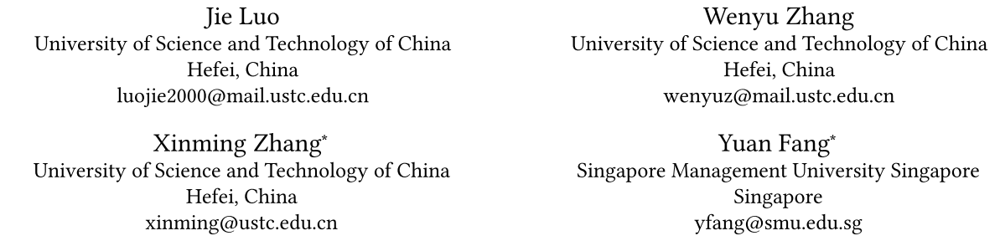 Jie Luo
University of Science and Technology of China
Hefei, China
luojie2000@mail.ustc.edu.cn
Wenyu Zhang
University of Science and Technology of China
Hefei, China
wenyuz@mail.ustc.edu.cn
Xinming Zhang*
University of Science and Technology of China
Hefei, China
xinming@ustc.edu.cn
Yuan Fang*
Singapore Management University Singapore
Singapore
yfang@smu.edu.sg